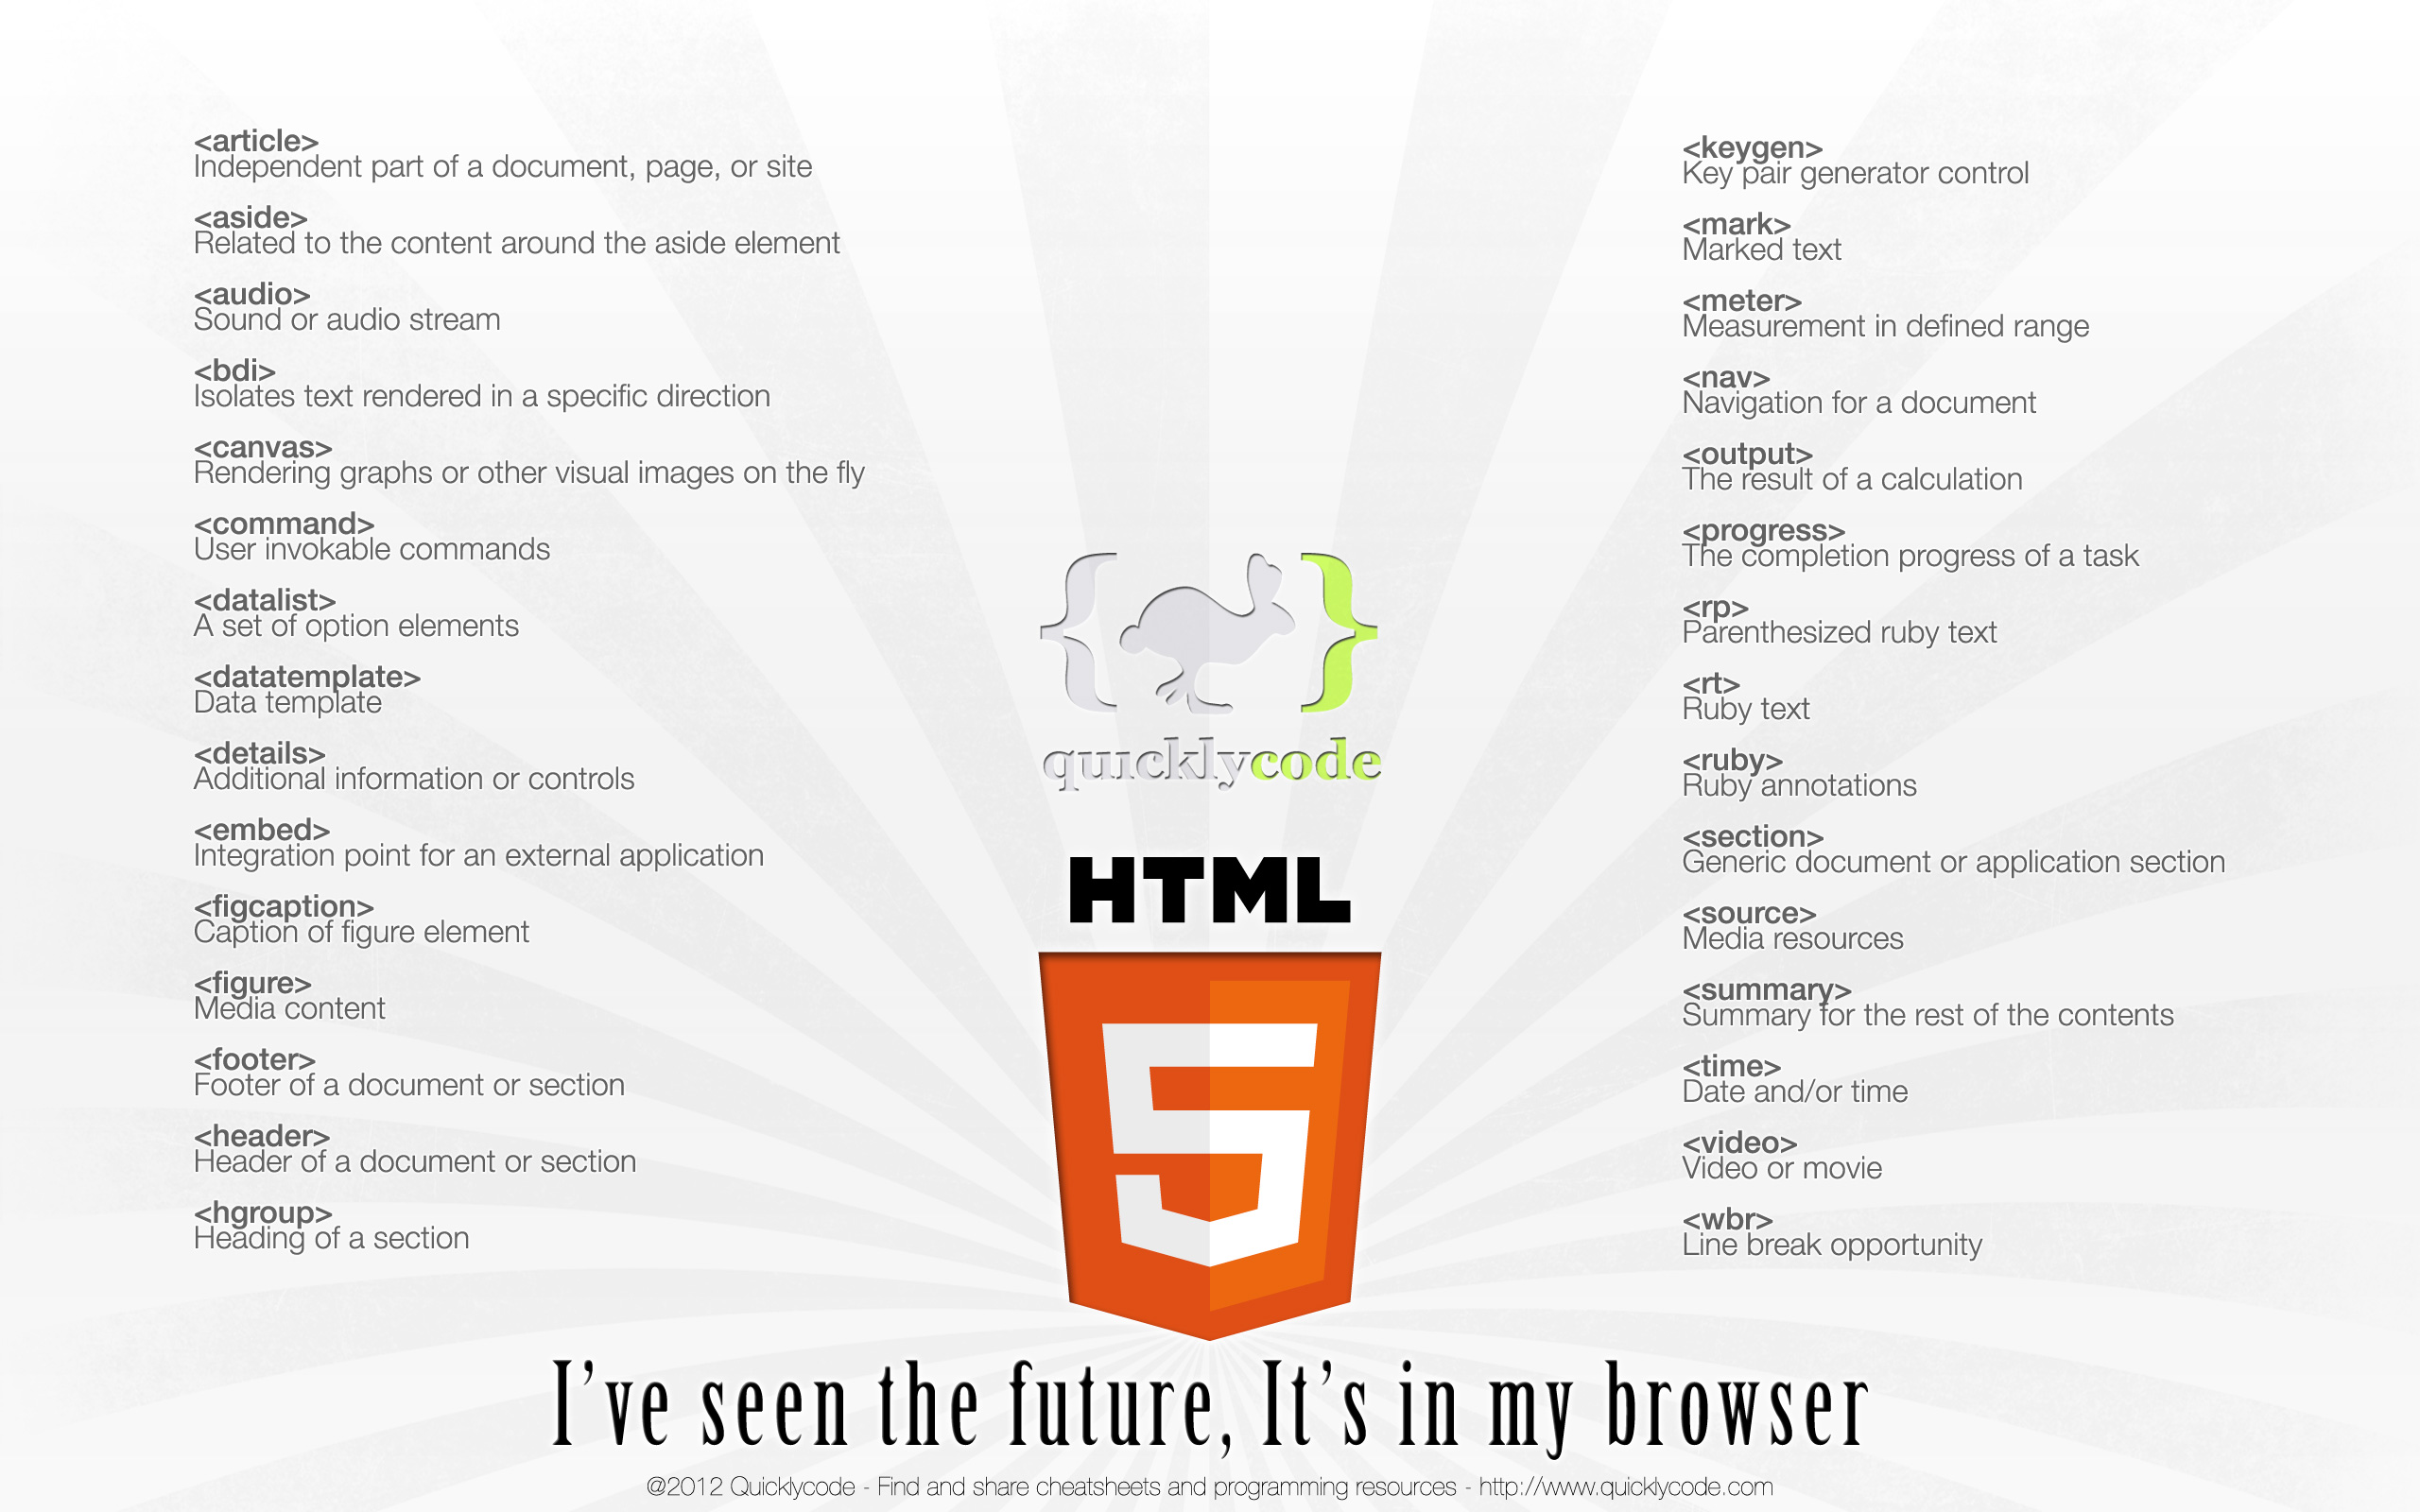 <article>
Independent part of a document, page, or site
<aside>
Related to the content around the aside element
<audio>
Sound or audio stream
<bdi>
Isolates text rendered in a specific direction
<canvas>
Rendering graphs or other visual images on the fly
<command>
User invokable commands
<datalist>
A set of option elements
<datatemplate>
Data template
<details>
Additional information or controls
<embed>
Integration point for an external application
<figcaption>
Caption of figure element
<figure>
Media content
<footer>
Footer of a document or section
<header>
Header of a document or section
<hgroup>
Heading of a section
{ }
quicklycode
HTML
5
<keygen>
Key pair generator control
<mark>
Marked text
<meter>
Measurement in defined range
<nav>
Navigation for a document
<output>
The result of a calculation
<progress>
The completion progress of a task
<rp>
Parenthesized ruby text
<rt>
Ruby text
<ruby>
Ruby annotations
<section>
Generic document or application section
<source>
Media resources
<summary>
Summary for the rest of the contents
<time>
Date and/or time
<video>
Video or movie
<wbr>
Line break opportunity
I've seen the future, It's in my browser
@2012 Quicklycode - Find and share cheatsheets and programming resources - http://www.quicklycode.com